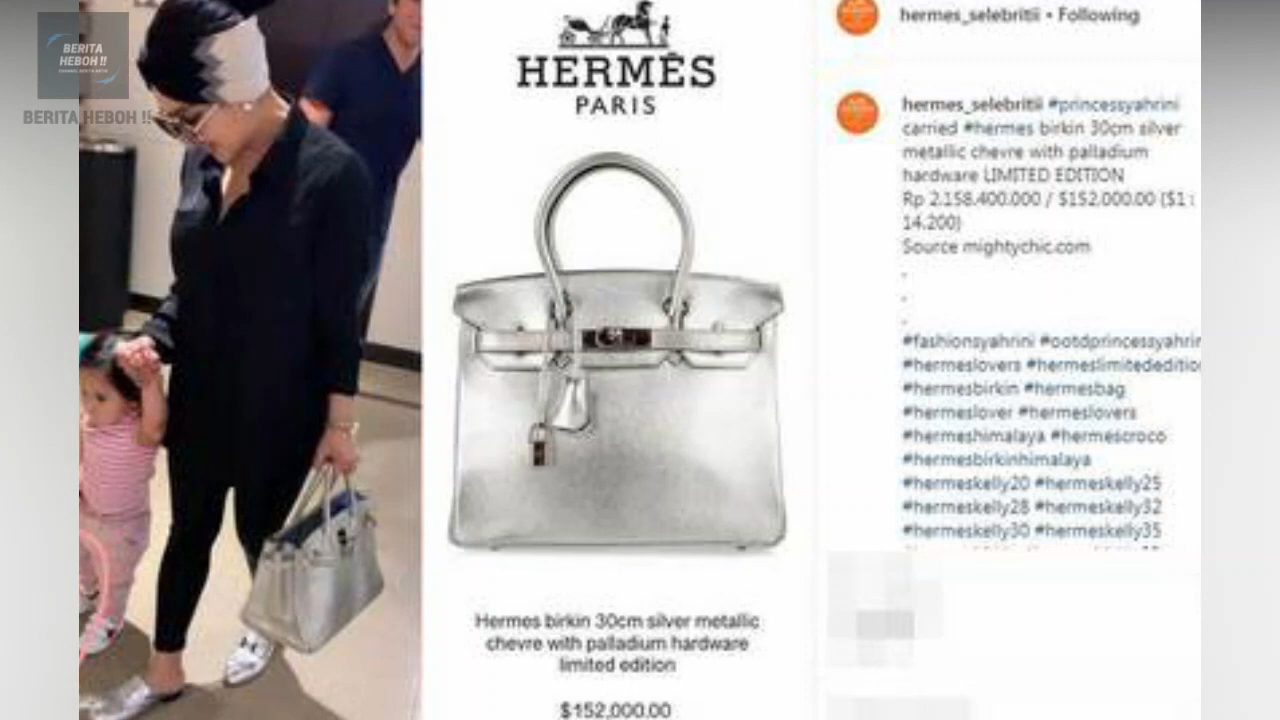 BERITA
HEBOH !!
BERITA HEBOH !!
HERMÈS
PARIS
Hermes birkin 30cm silver metallic
chevre with palladium hardware
limited edition
$152,000.00
hermes_selebritii • Following
hermes_selebritii #princessyahrini
carried #hermes birkin 30cm silver
metallic chevre with palladium
hardware LIMITED EDITION
Rp 2.158.400.000 / $152,000.00 ($1 :
14.200)
Source mightychic.com
.
.
.
#fashionsyahrini #ootdprincessyahrin
#hermeslovers #hermeslimitededitio
#hermesbirkin #hermesbag
#hermeslover #hermeslovers
#hermeshimalaya #hermescroco
#hermesbirkinhimalaya
#hermeskelly20 #hermeskelly25
#hermeskelly28 #hermeskelly32
#hermeskelly30 #hermeskelly35